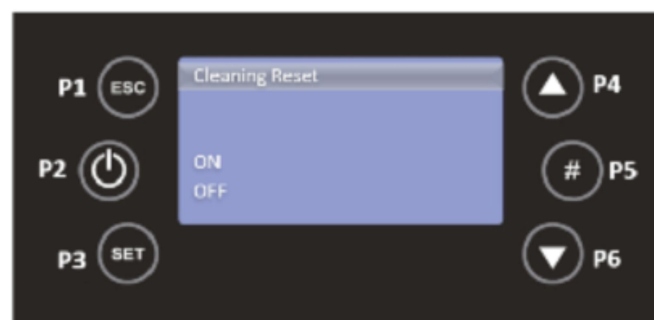 Cleaning Reset
P1 ESC
P4
P2
ON
# P5
OFF
P3 SET
P6